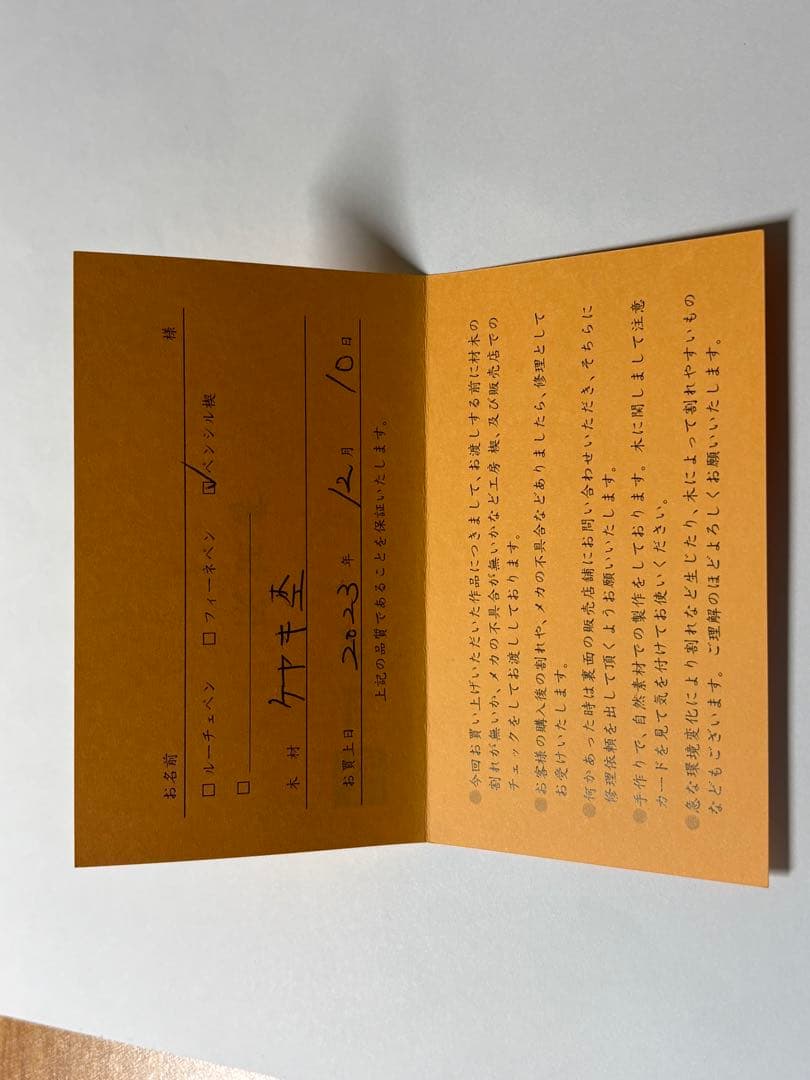 お名前 様
□ ルーチェペン □ フィーネペン ☑ ペンシル楔
□
木 材 ケヤキ杢
お買上日 2023 年 12 月 10 日
上記の品質であることを保証いたします。
●今回お買い上げいただいた作品につきまして、お渡しする前に材木の
割れが無いか、メカの不具合が無いかなど工房 楔、及び販売店での
チェックをしてお渡ししております。
●お客様の購入後の割れや、メカの不具合などありましたら、修理として
お受けいたします。
●何かあった時は裏面の販売店舗にお問い合わせいただき、そちらに
修理依頼を出して頂くようお願いいたします。
●手作りで、自然素材での製作をしております。木に関しまして注意
カードを見て気を付けてお使いください。
●急な環境変化により割れなど生じたり、木によって割れやすいもの
などもございます。ご理解のほどよろしくお願いいたします。